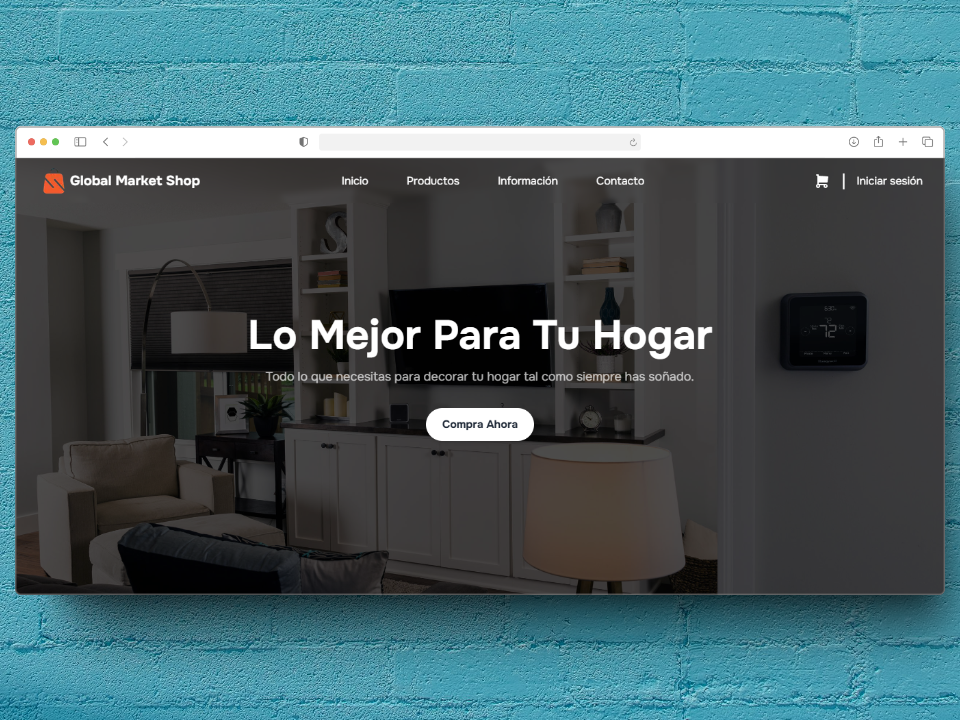 Global Market Shop
Inicio
Productos
Información
Contacto
Iniciar sesión
Lo Mejor Para Tu Hogar
Todo lo que necesitas para decorar tu hogar tal como siempre has soñado.
Compra Ahora
S
72